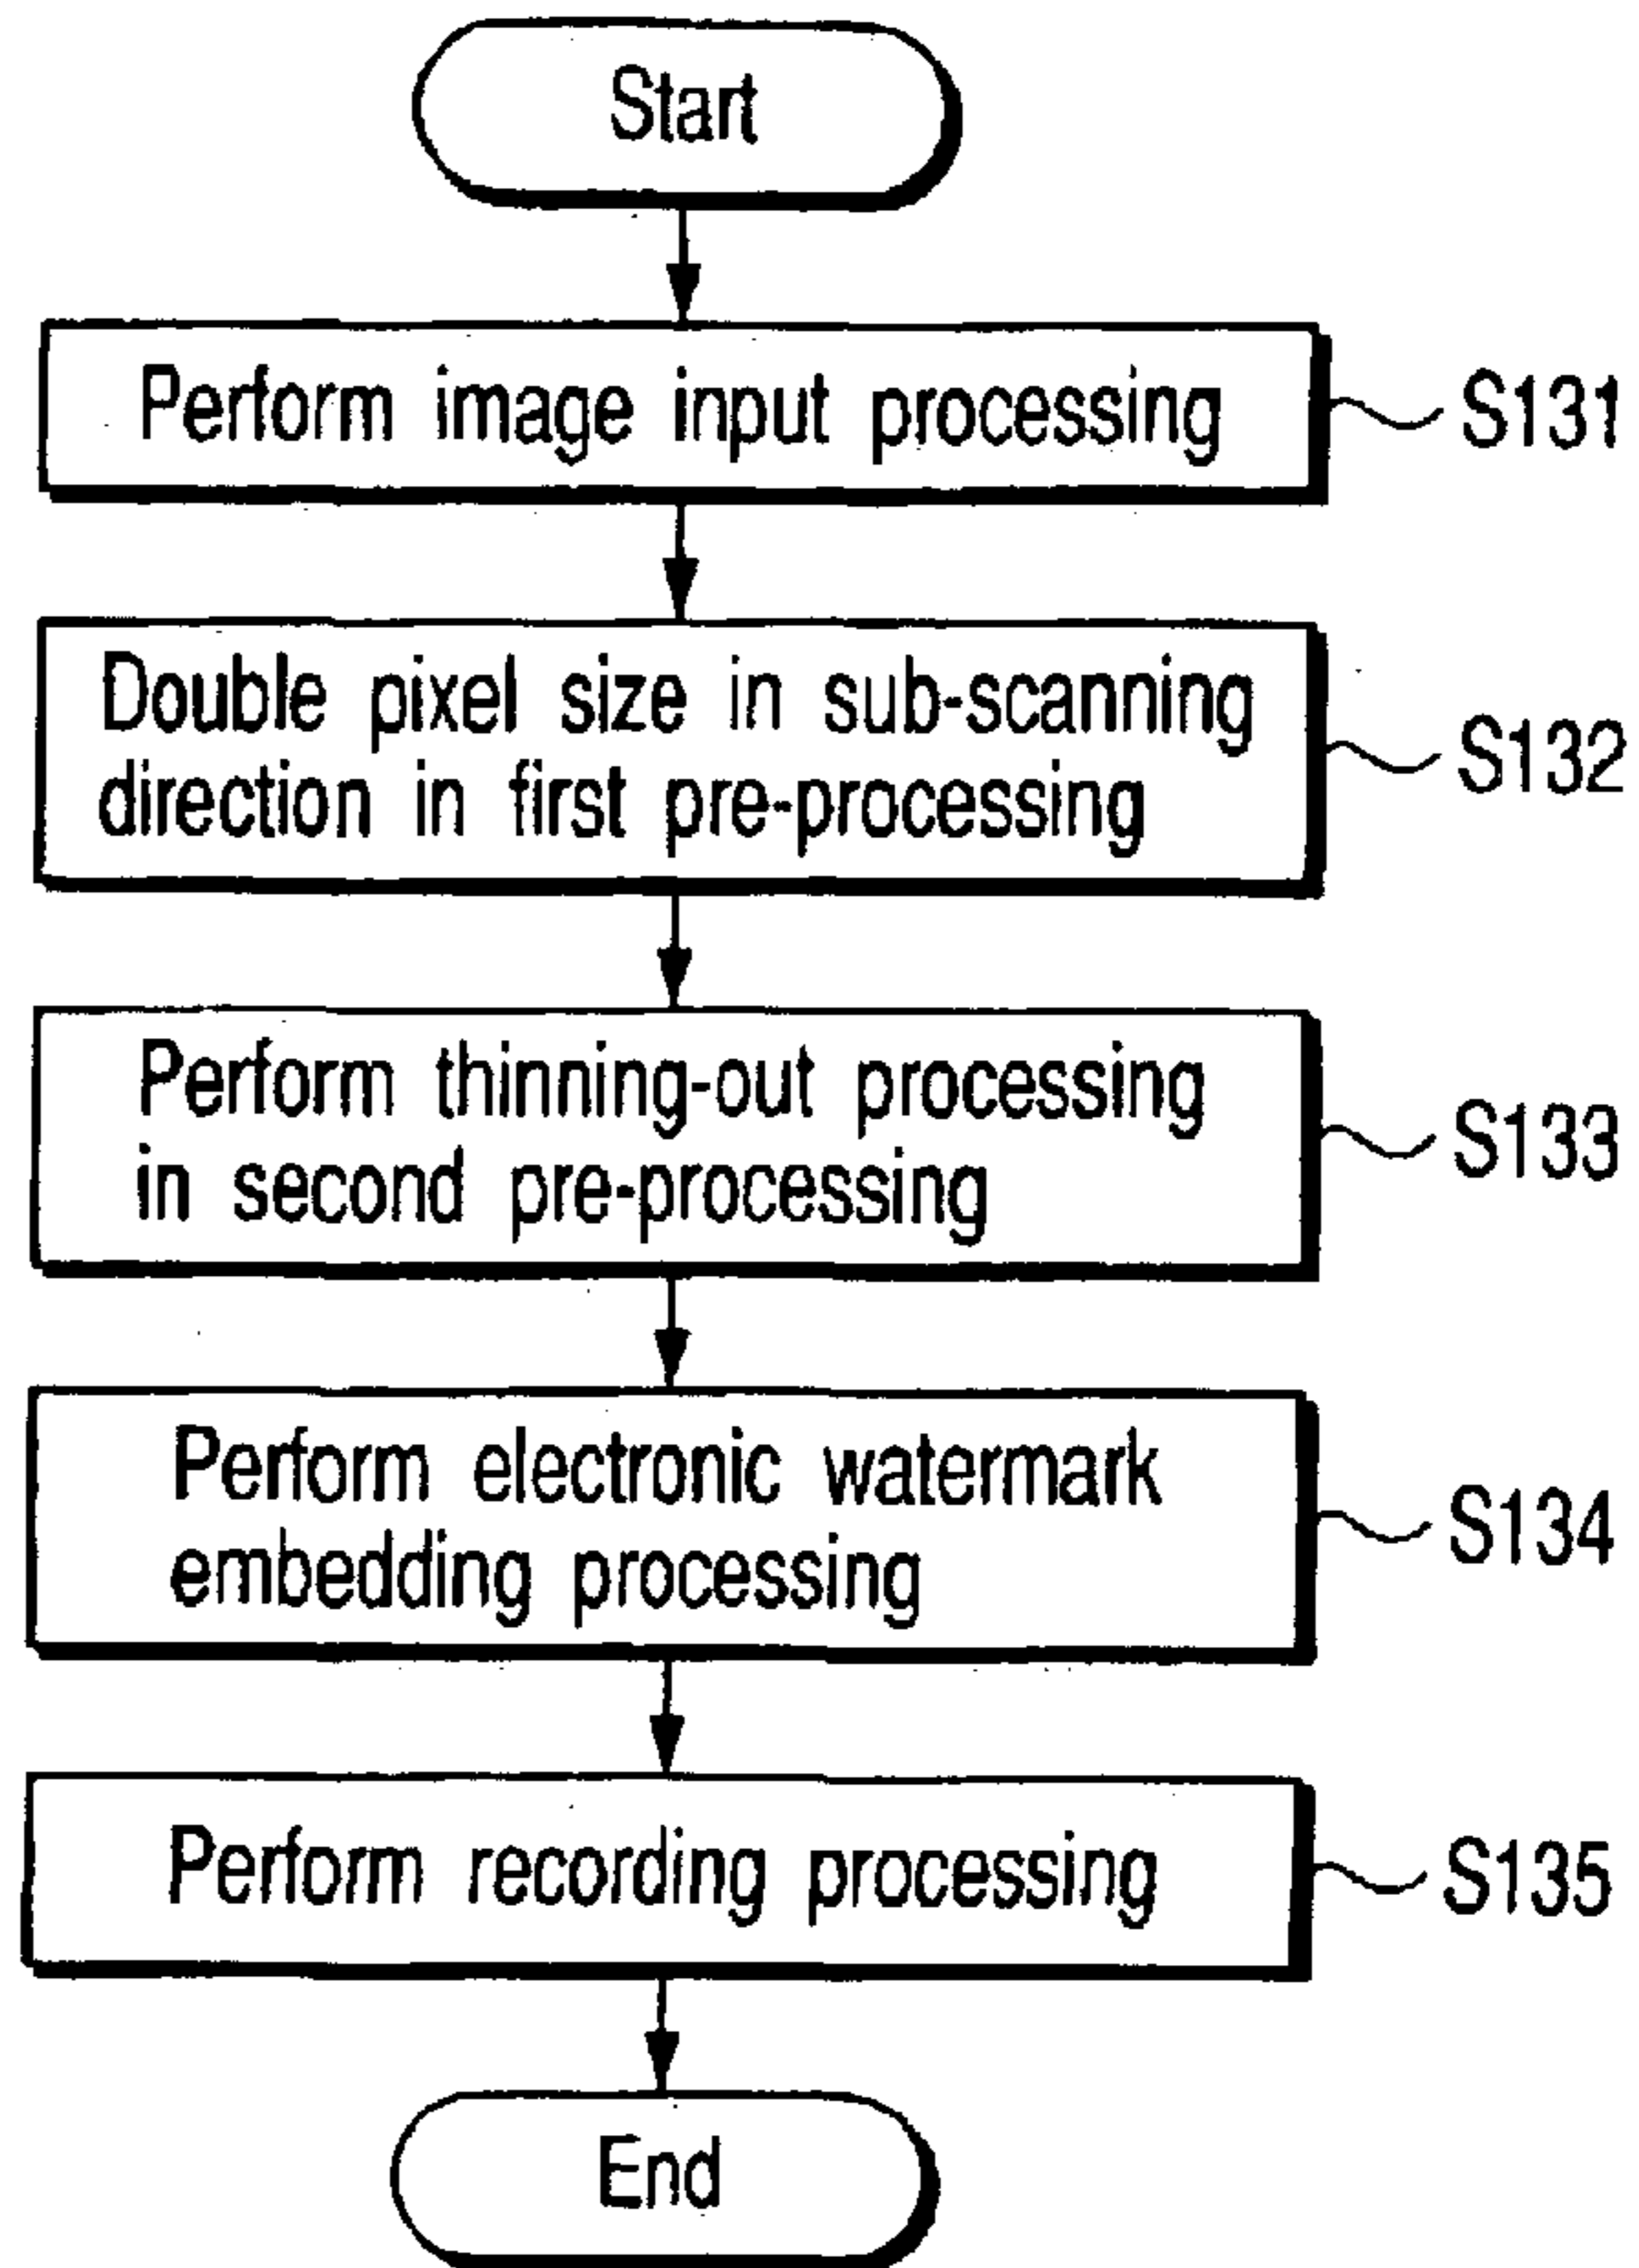 Start
Perform image input processing
S131
Double pixel size in sub-scanning
direction in first pre-processing
S132
Perform thinning-out processing
in second pre-processing
S133
Perform electronic watermark
embedding processing
S134
Perform recording processing
S135
End